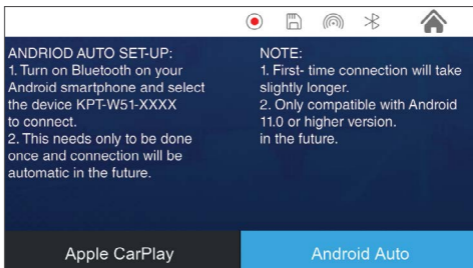 ANDRIOD AUTO SET-UP:
1. Turn on Bluetooth on your
Android smartphone and select
the device KPT-W51-XXXX
to connect.
2. This needs only to be done
once and connection will be
automatic in the future.
NOTE:
1. First- time connection will take
slightly longer.
2. Only compatible with Android
11.0 or higher version.
in the future.
Apple CarPlay
Android Auto